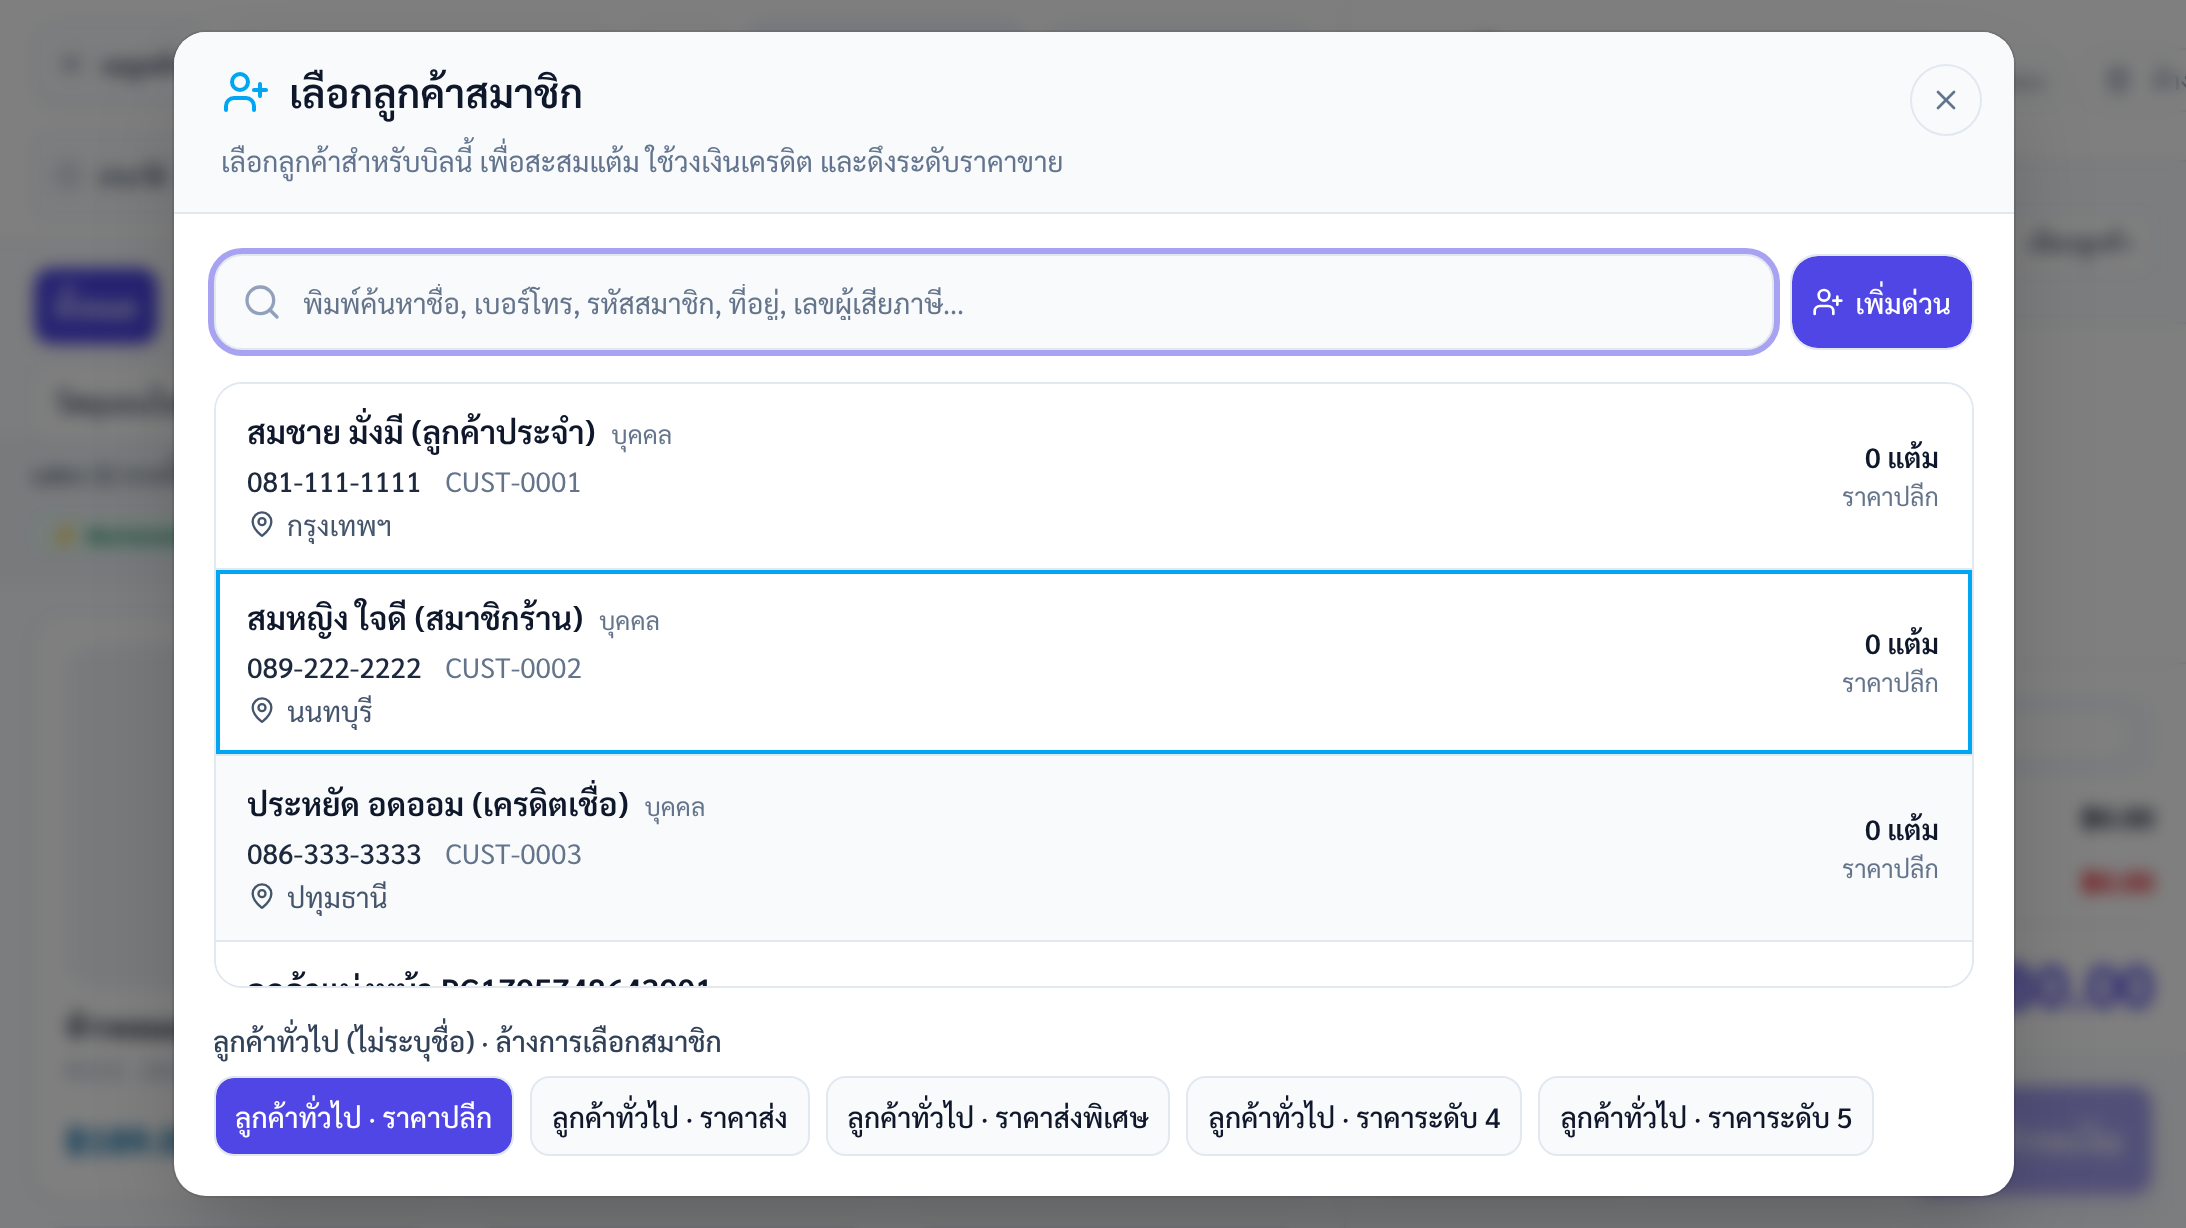 เลือกลูกค้าสมาชิก
เลือกลูกค้าสำหรับบิลนี้ เพื่อสะสมแต้ม ใช้วงเงินเครดิต และดึงระดับราคาขาย
พิมพ์ค้นหาชื่อ, เบอร์โทร, รหัสสมาชิก, ที่อยู่, เลขผู้เสียภาษี...
เพิ่มด่วน
สมชาย มั่งมี (ลูกค้าประจำ) บุคคล
081-111-1111 CUST-0001
กรุงเทพฯ
0 แต้ม
ราคาปลีก
สมหญิง ใจดี (สมาชิกร้าน) บุคคล
089-222-2222 CUST-0002
นนทบุรี
0 แต้ม
ราคาปลีก
ประหยัด อดออม (เครดิตเชื่อ) บุคคล
086-333-3333 CUST-0003
ปทุมธานี
0 แต้ม
ราคาปลีก
ลูกค้าทั่วไป (ไม่ระบุชื่อ) · ล้างการเลือกสมาชิก
ลูกค้าทั่วไป · ราคาปลีก
ลูกค้าทั่วไป · ราคาส่ง
ลูกค้าทั่วไป · ราคาส่งพิเศษ
ลูกค้าทั่วไป · ราคาระดับ 4
ลูกค้าทั่วไป · ราคาระดับ 5